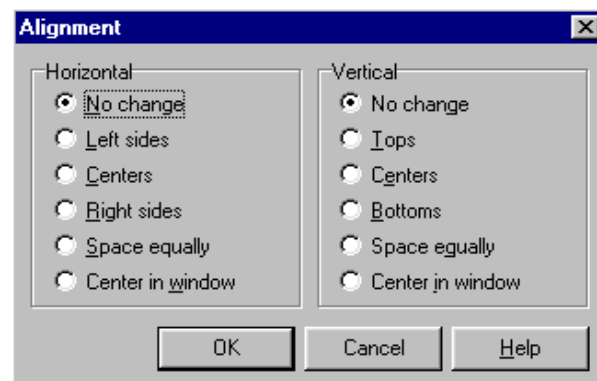 Alignment
Horizontal
No change
Left sides
Centers
Right sides
Space equally
Center in window
Vertical
No change
Tops
Centers
Bottoms
Space equally
Center in window
OK Cancel Help